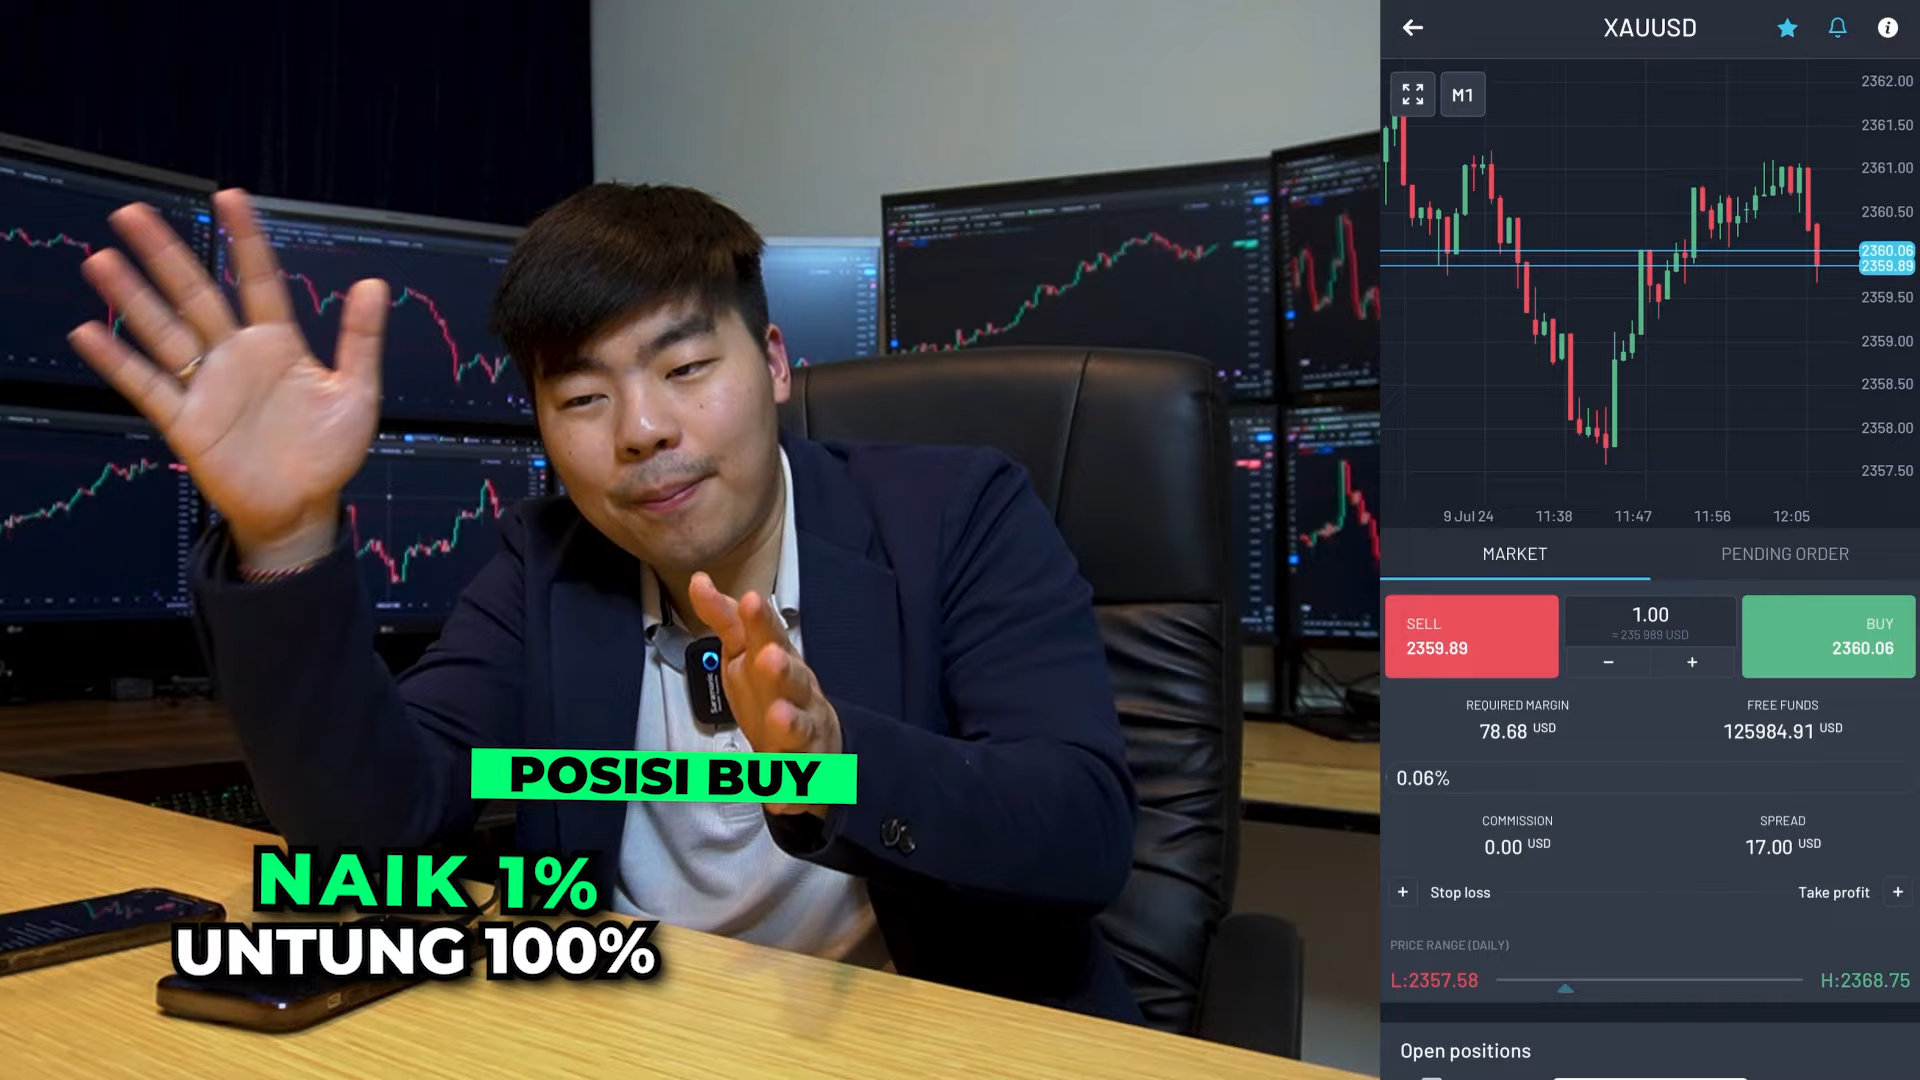 POSISI BUY
NAIK 1%
UNTUNG 100%
Saramonic
XAUUSD
M1
2362.00
2361.50
2361.00
2360.50
2360.06
2359.89
2359.50
2359.00
2358.50
2358.00
2357.50
9 Jul 24 11:38 11:47 11:56 12:05
MARKET PENDING ORDER
SELL 1.00 BUY
2359.89 ≈ 235 989 USD 2360.06
− +
REQUIRED MARGIN FREE FUNDS
78.68 USD 125984.91 USD
0.06%
COMMISSION SPREAD
0.00 USD 17.00 USD
+ Stop loss Take profit +
PRICE RANGE (DAILY)
L:2357.58 H:2368.75
Open positions